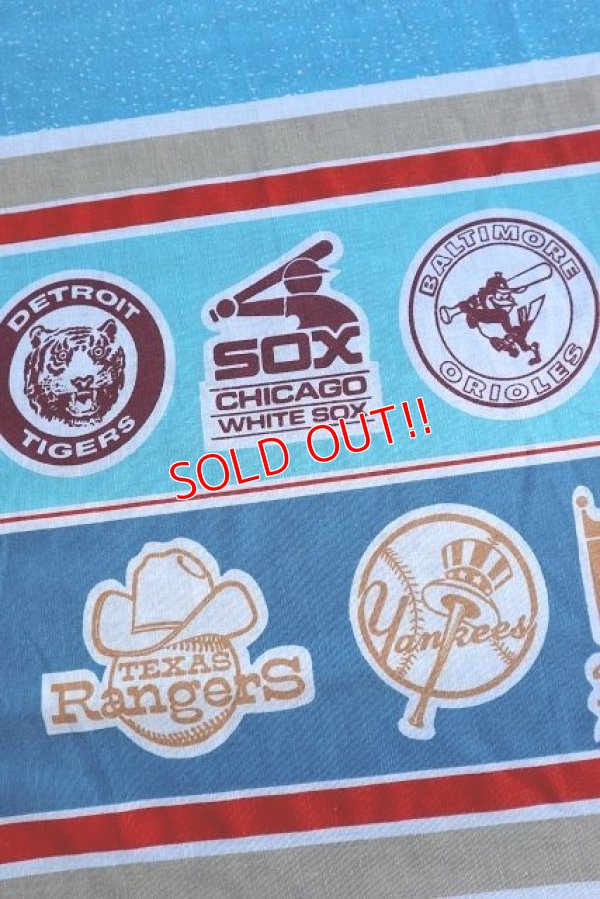 DETROIT
TIGERS
SOX
CHICAGO
WHITE SOX
BALTIMORE
ORIOLES
SOLD OUT!!
TEXAS
Rangers
Yankees